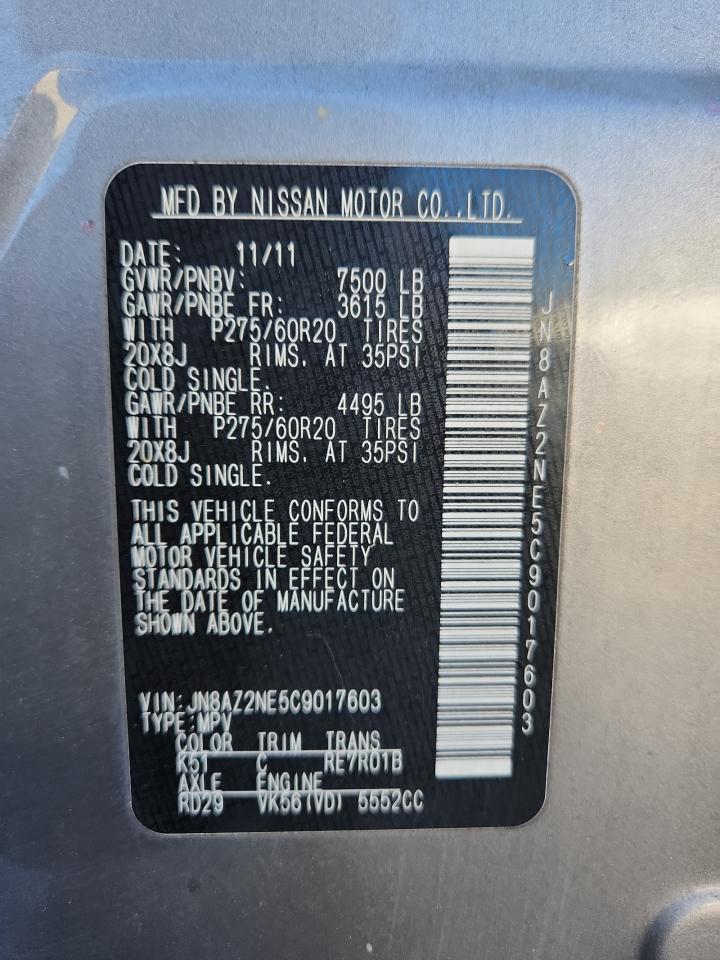 MFD BY NISSAN MOTOR CO.,LTD.
DATE: 11/11
GVWR/PNBV: 7500 LB
GAWR/PNBE FR: 3615 LB
WITH P275/60R20 TIRES
20X8J RIMS, AT 35PSI
COLD SINGLE.
GAWR/PNBE RR: 4495 LB
WITH P275/60R20 TIRES
20X8J RIMS, AT 35PSI
COLD SINGLE.
THIS VEHICLE CONFORMS TO
ALL APPLICABLE FEDERAL
MOTOR VEHICLE SAFETY
STANDARDS IN EFFECT ON
THE DATE OF MANUFACTURE
SHOWN ABOVE.
VIN:JN8AZ2NE5C9017603
TYPE:MPV
COLOR TRIM TRANS
K51 C RE7R01B
AXLE ENGINE
RD29 VK56(VD) 5552CC
JN8AZ2NE5C9017603